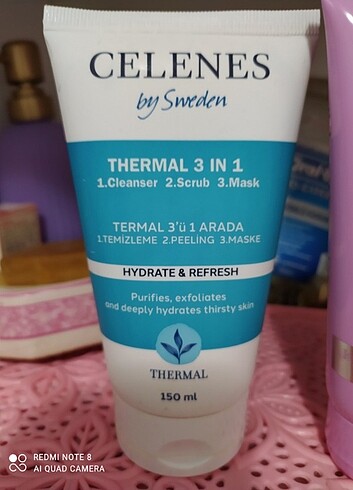 CELENES
by Sweden
THERMAL 3 IN 1
1.Cleanser 2.Scrub 3.Mask
TERMAL 3'ü 1 ARADA
1.TEMİZLEME 2.PEELİNG 3.MASKE
HYDRATE & REFRESH
Purifies, exfoliates
and deeply hydrates thirsty skin
THERMAL
150 ml
REDMI NOTE 8
AI QUAD CAMERA